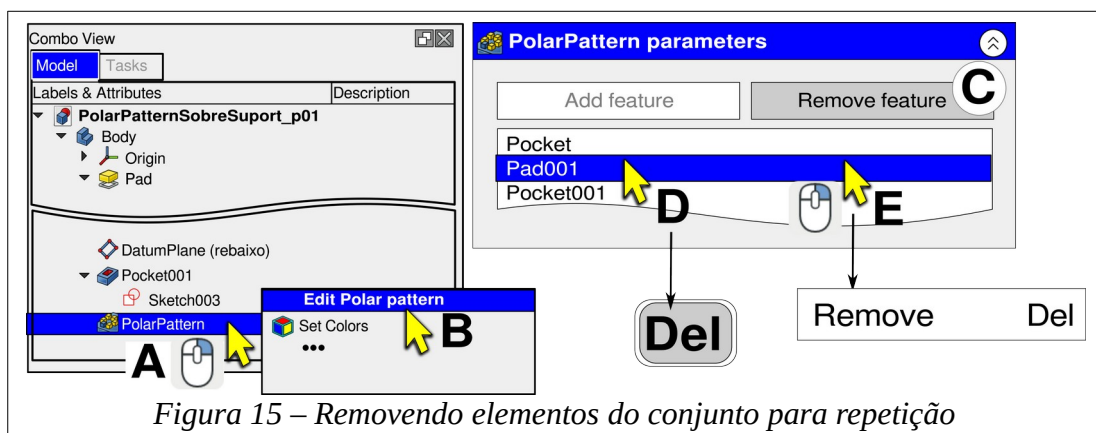 Combo View
Model Tasks
Labels & Attributes Description
PolarPatternSobreSuport_p01
Body
Origin
Pad
DatumPlane (rebaixo)
Pocket001
Sketch003
PolarPattern
A
Edit Polar pattern
Set Colors
•••
B
PolarPattern parameters
Add feature Remove feature C
Pocket
Pad001
Pocket001
D E
Del
Remove Del
Figura 15 – Removendo elementos do conjunto para repetição